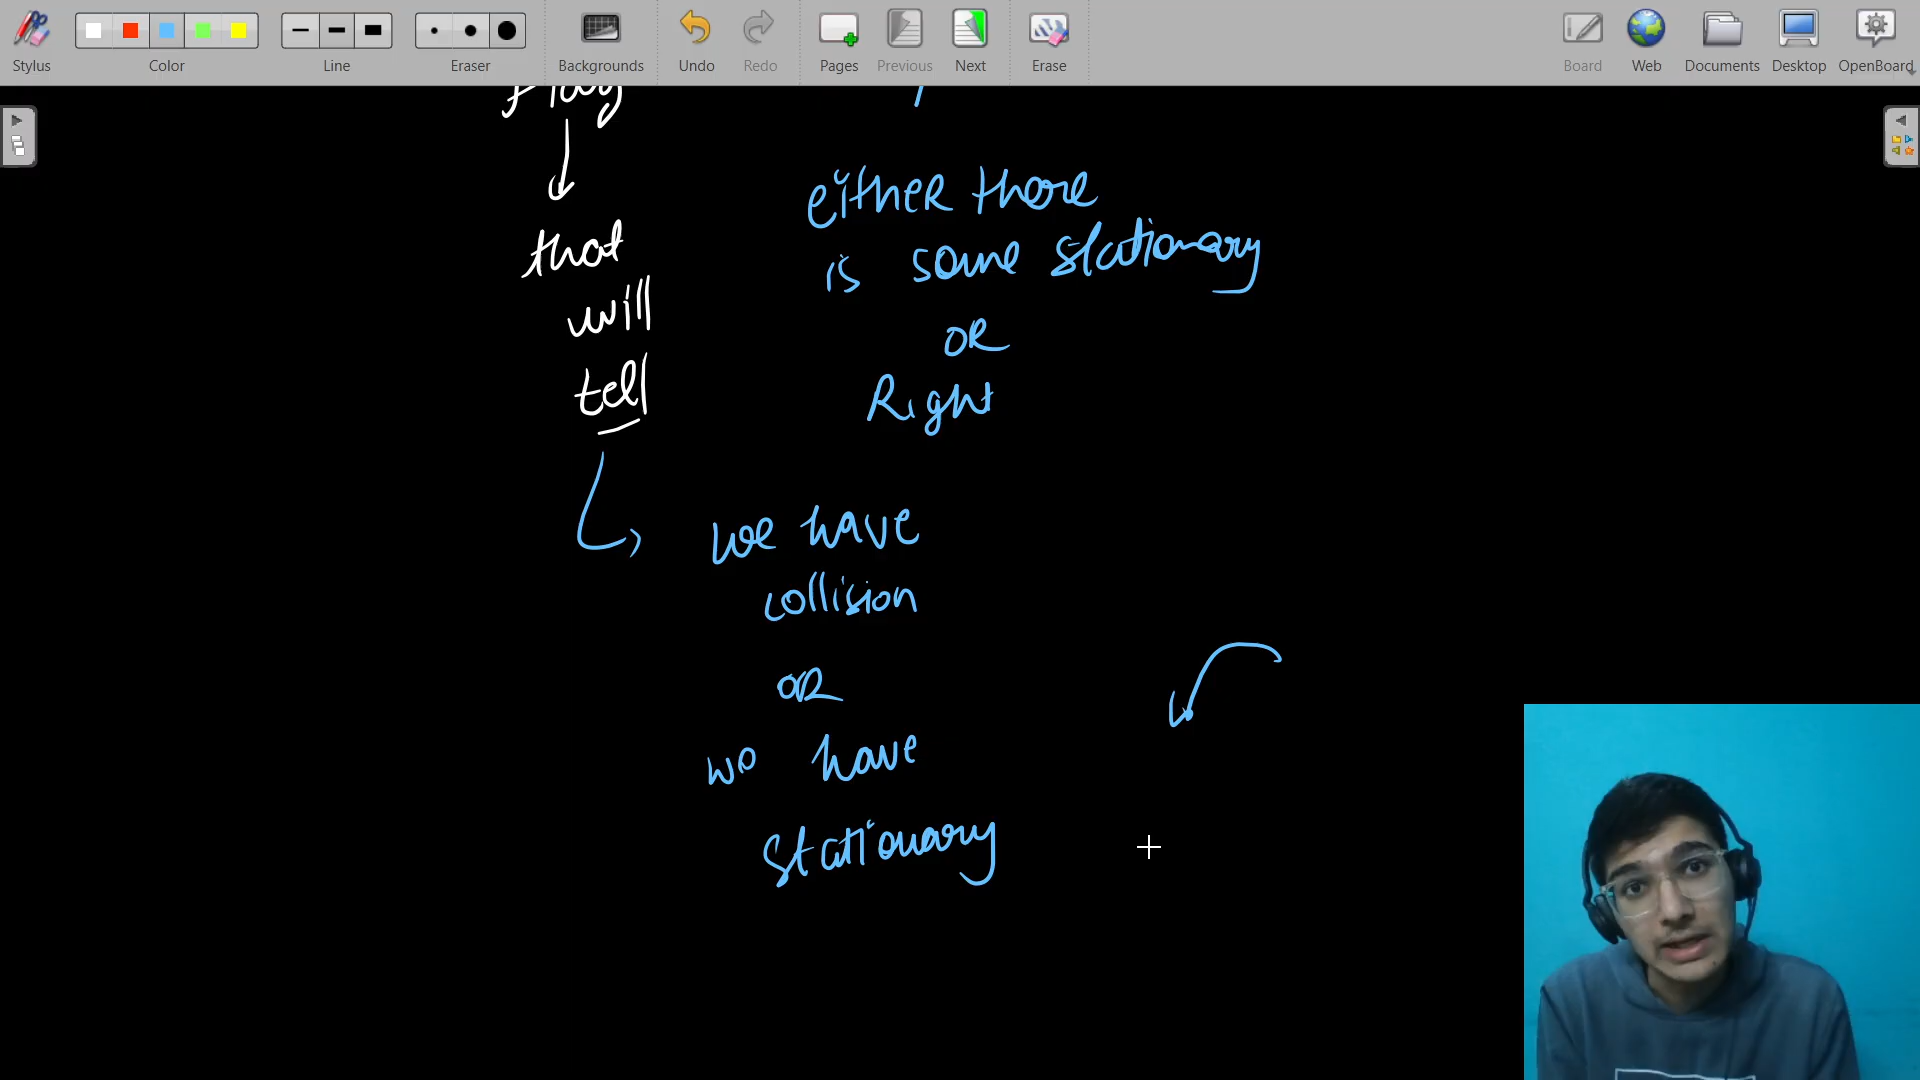 Stylus
Color
Line
Eraser
Backgrounds
Undo
Redo
Pages
Previous
Next
Erase
Board
Web
Documents
Desktop
OpenBoard
that
will
tell
either there
is some stationary
OR
Right
we have
collision
OR
we have
stationary